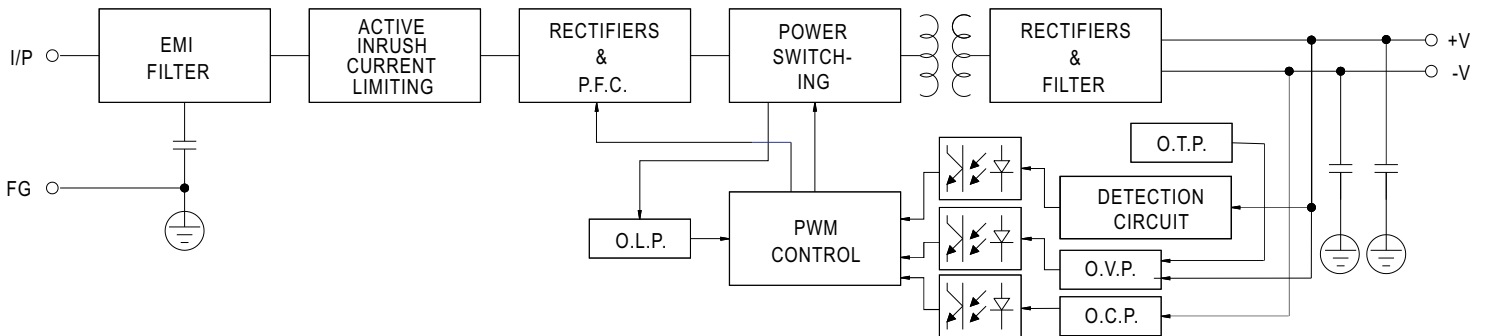 I/P
EMI
FILTER
ACTIVE
INRUSH
CURRENT
LIMITING
RECTIFIERS
&
P.F.C.
POWER
SWITCH-
ING
RECTIFIERS
&
FILTER
+V
-V
FG
O.L.P.
PWM
CONTROL
O.T.P.
DETECTION
CIRCUIT
O.V.P.
O.C.P.